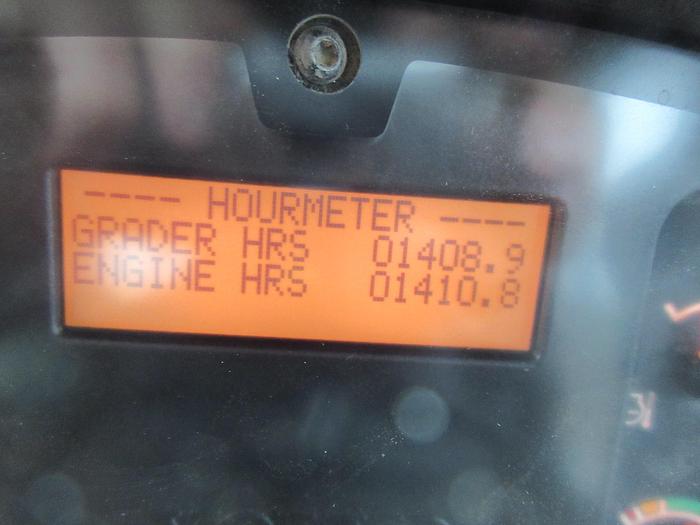 ---- HOURMETER ----
GRADER HRS 01408.9
ENGINE HRS 01410.8